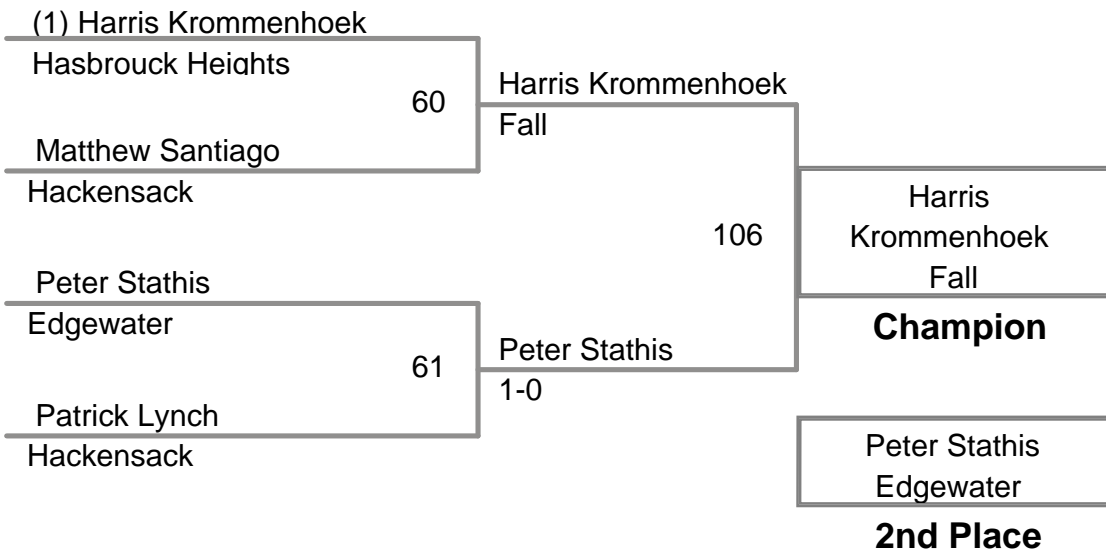 (1) Harris Krommenhoek
Hasbrouck Heights
60
Matthew Santiago
Hackensack
Harris Krommenhoek
Fall
Peter Stathis
Edgewater
61
Patrick Lynch
Hackensack
Peter Stathis
1-0
106
Harris
Krommenhoek
Fall
Champion
Peter Stathis
Edgewater
2nd Place